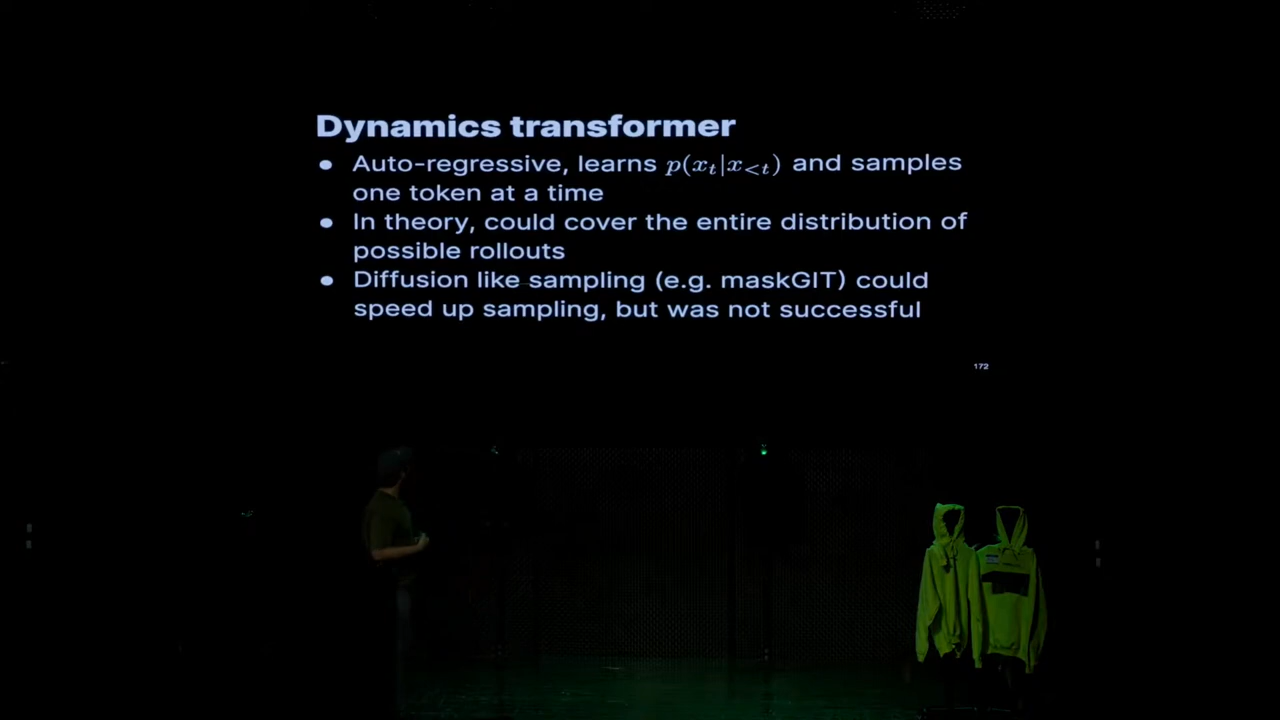 Dynamics transformer
● Auto-regressive, learns p(x_t|x_{<t}) and samples
one token at a time
● In theory, could cover the entire distribution of
possible rollouts
● Diffusion like sampling (e.g. maskGIT) could
speed up sampling, but was not successful
172